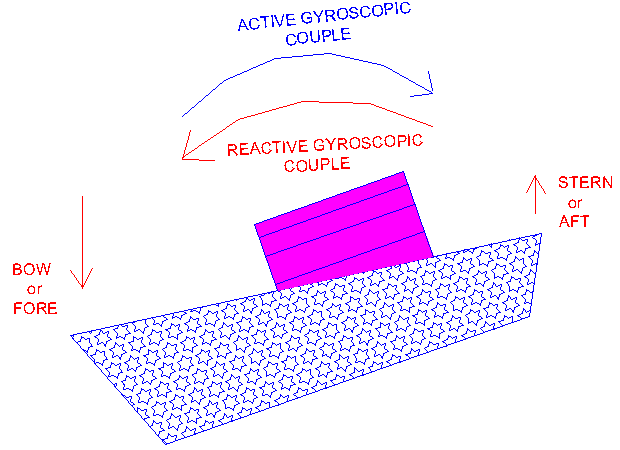 ACTIVE GYROSCOPIC
COUPLE
REACTIVE GYROSCOPIC
COUPLE
STERN
or
AFT
BOW
or
FORE